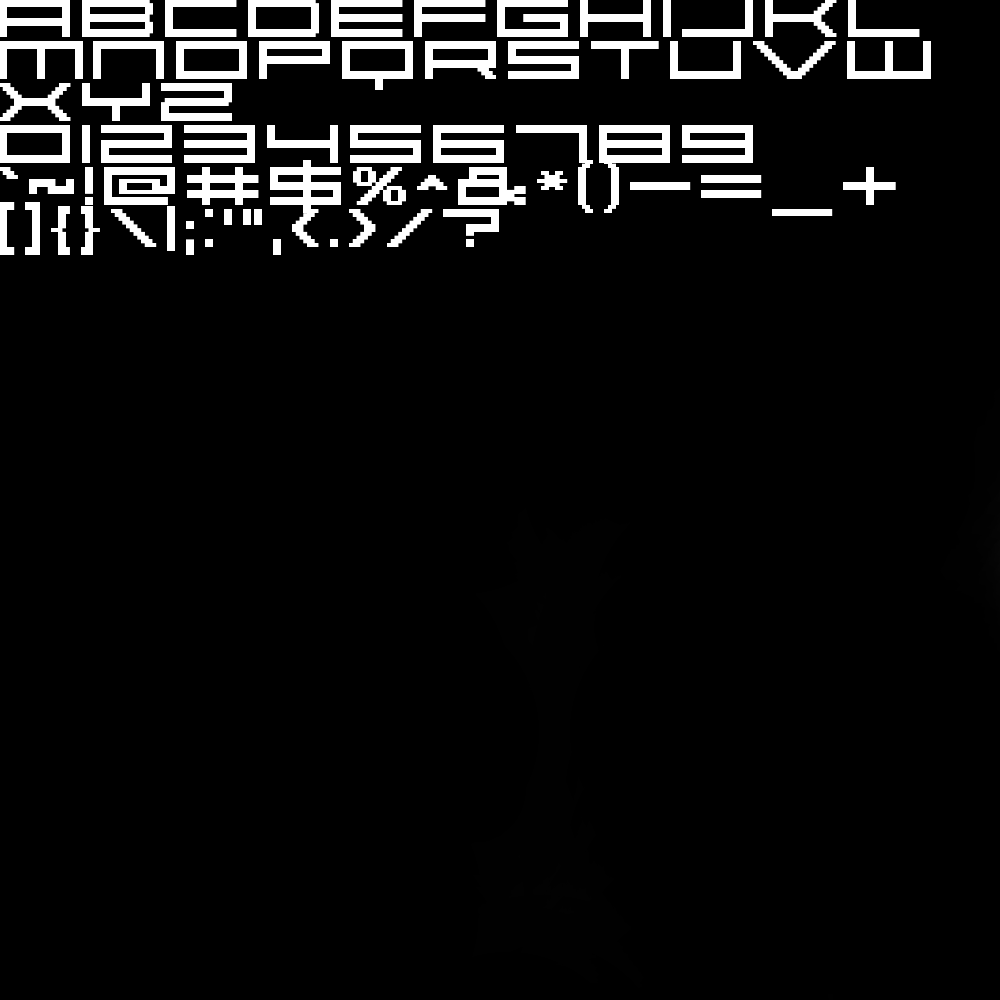 ABCDEFGHIJKL
MNOPQRSTUVW
XYZ
0123456789
`~!@#$%^&*()-=_+
[]{}\|;:'",<.>/?